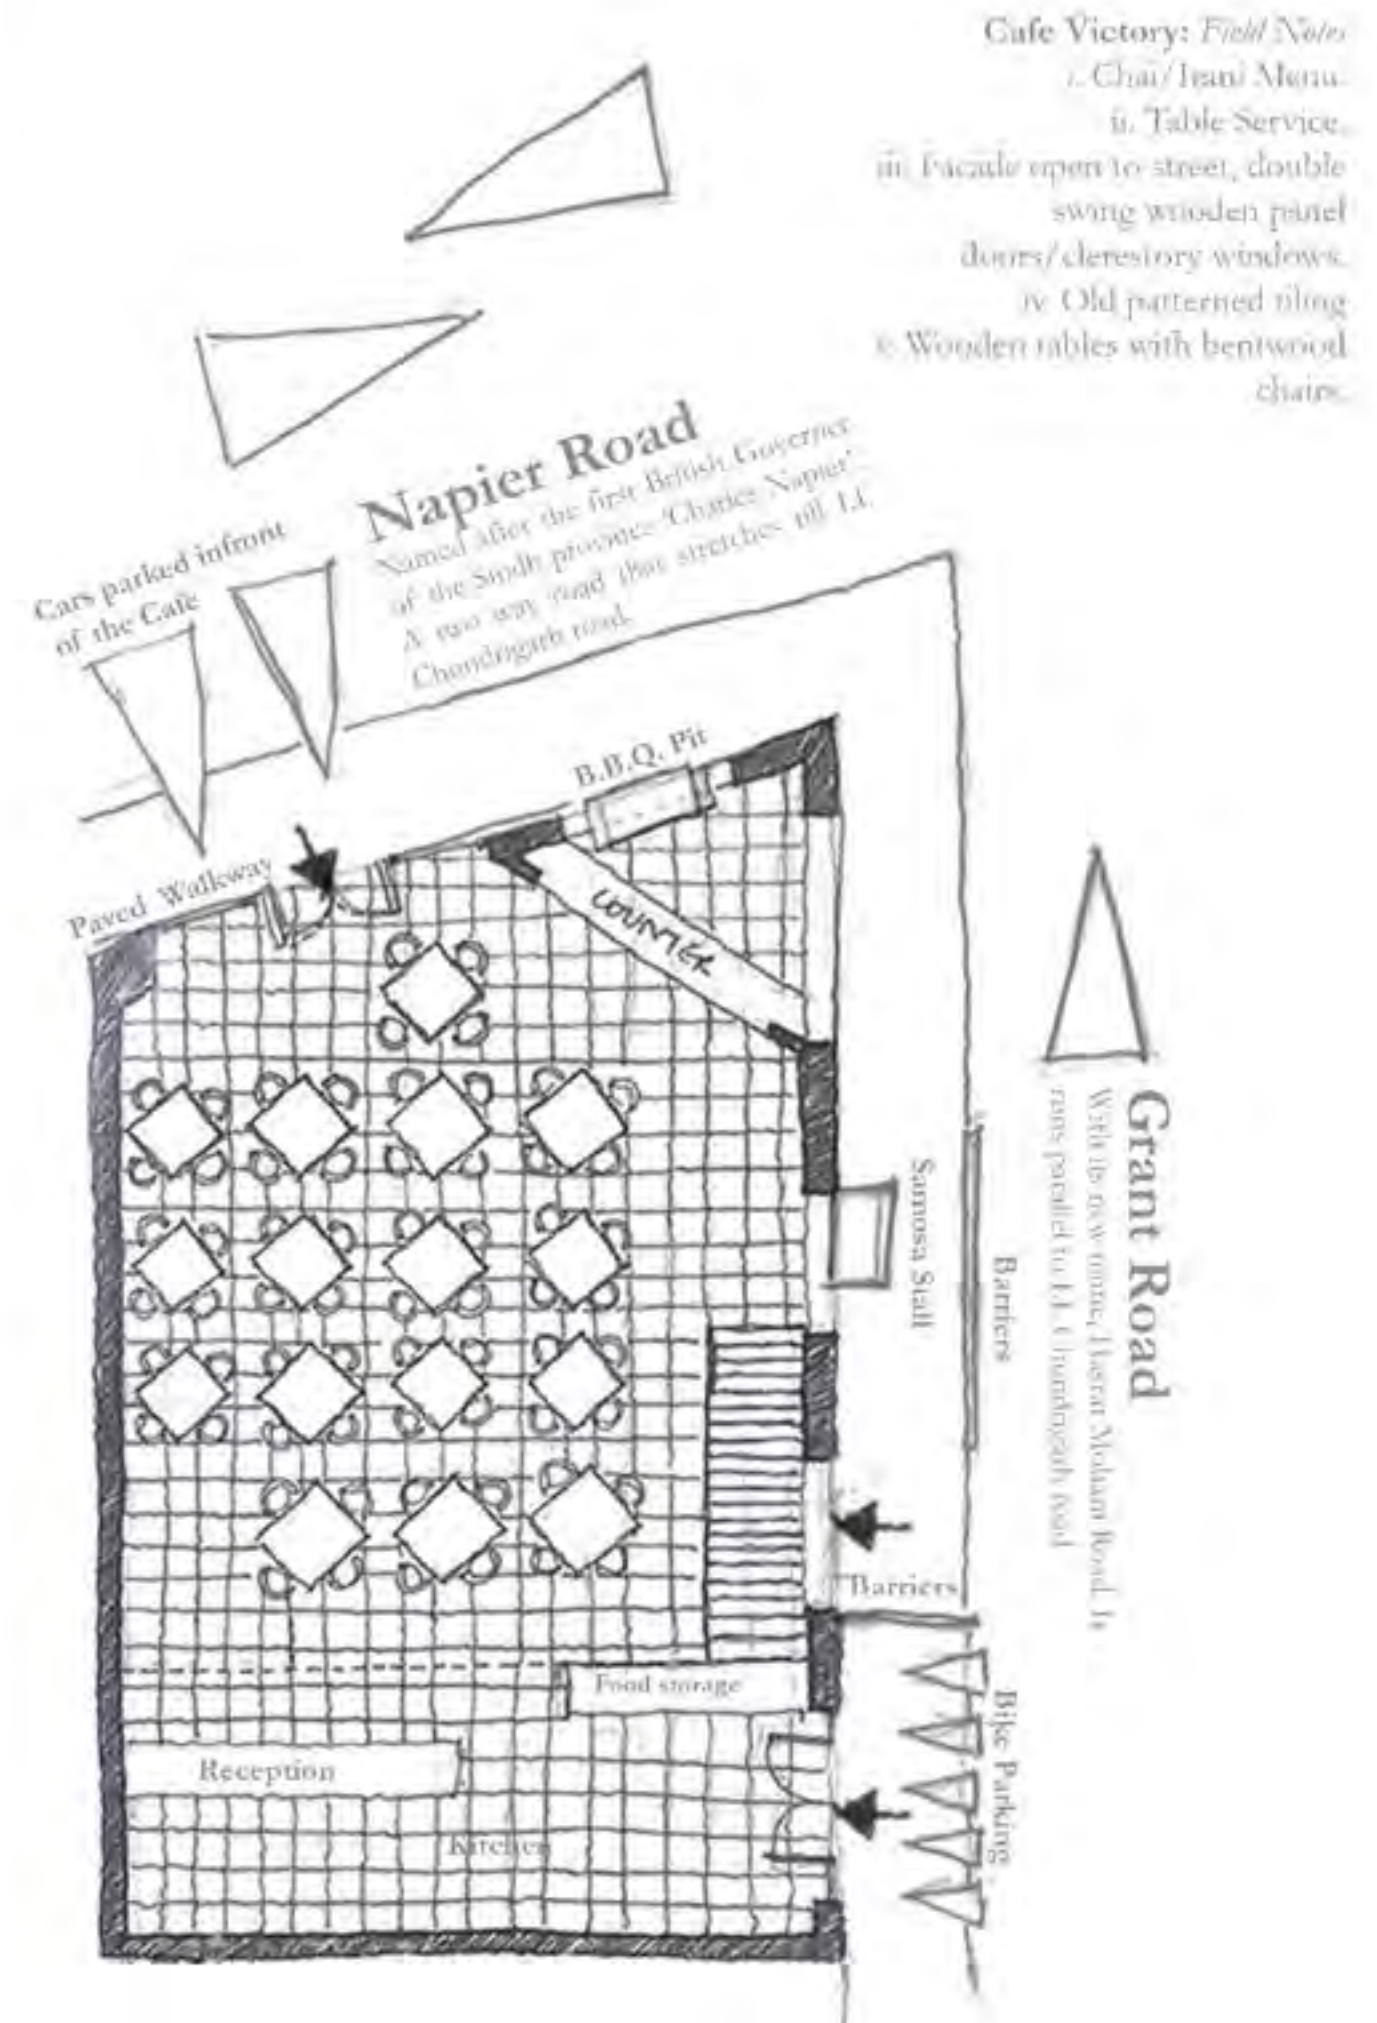 Cafe Victory: Field Notes
i. Chai/Irani Menu.
ii. Table Service.
iii. Facade open to street, double
swing wooden panel
doors/clerestory windows.
iv. Old patterned tiling
v. Wooden tables with bentwood
chairs.
Napier Road
Named after the first British Governer
of the Sindh province 'Charles Napier'.
A two way road that stretches till I.I.
Chundrigarh road.
Cars parked infront
of the Cafe
B.B.Q. Pit
Paved Walkway
COUNTER
Grant Road
With its new name, Hasrat Mohani Road. It
runs parallel to I.I. Chundrigarh road
Samosa Stall
Barriers
Barriers
Food storage
Bike Parking
Reception
Kitchen